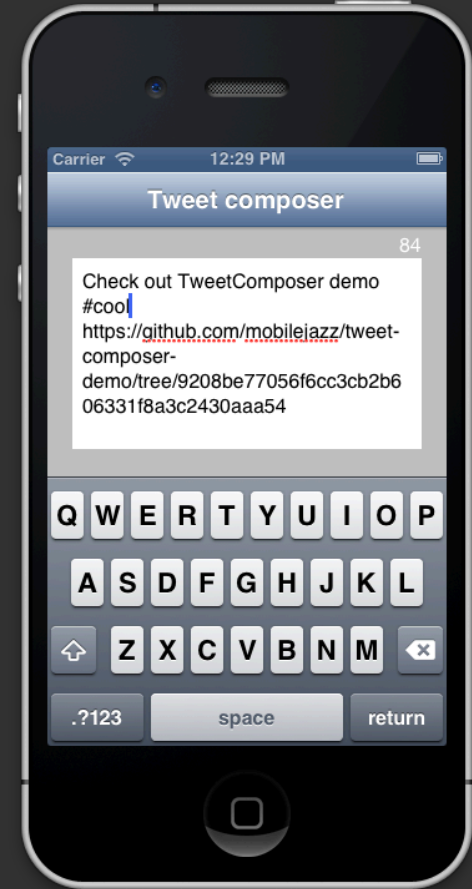 Carrier 12:29 PM
Tweet composer
84
Check out TweetComposer demo
#cool
https://github.com/mobilejazz/tweet-
composer-
demo/tree/9208be77056f6cc3cb2b6
06331f8a3c2430aaa54
Q W E R T Y U I O P
A S D F G H J K L
Z X C V B N M
.?123 space return